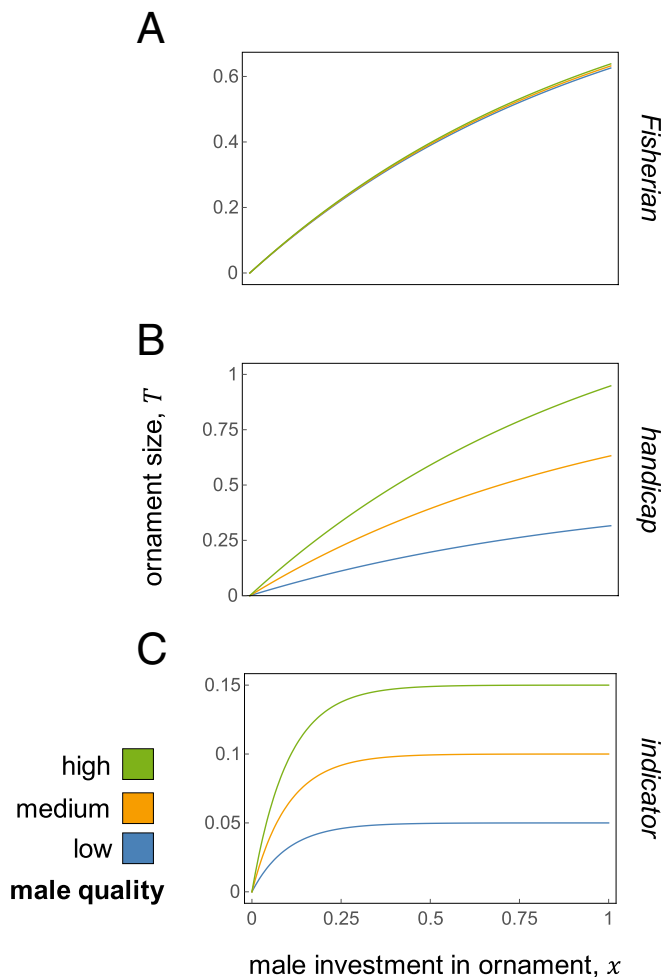 A
0.6
0.4
0.2
0
Fisherian
B
1
0.75
0.5
0.25
0
ornament size, T
handicap
C
0.15
0.1
0.05
0
indicator
high
medium
low
male quality
0 0.25 0.5 0.75 1
male investment in ornament, x